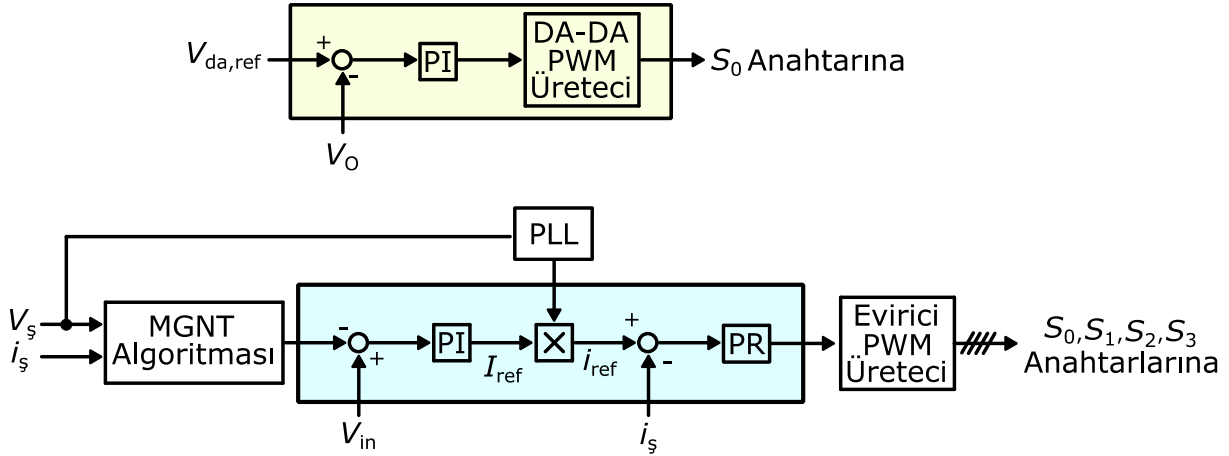 V_da,ref
+
-
PI
DA-DA
PWM
Üreteci
S_0 Anahtarına
V_O
PLL
V_ş
i_ş
MGNT
Algoritması
-
+
PI
I_ref
X
i_ref
+
-
PR
Evirici
PWM
Üreteci
S_0,S_1,S_2,S_3
Anahtarlarına
V_in
i_ş